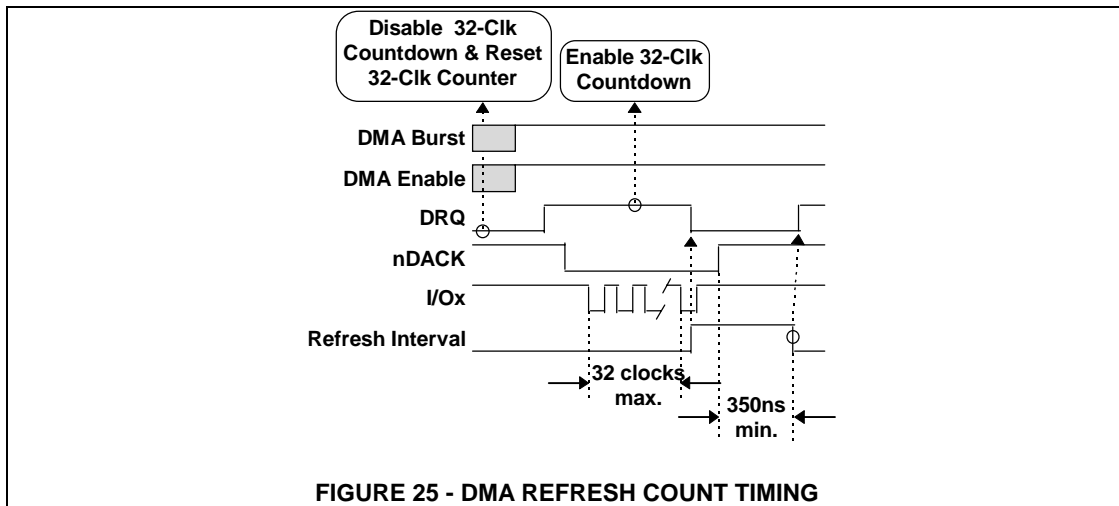 Disable 32-Clk
Countdown & Reset
32-Clk Counter
Enable 32-Clk
Countdown
DMA Burst
DMA Enable
DRQ
nDACK
I/Ox
Refresh Interval
32 clocks
max.
350ns
min.
FIGURE 25 - DMA REFRESH COUNT TIMING